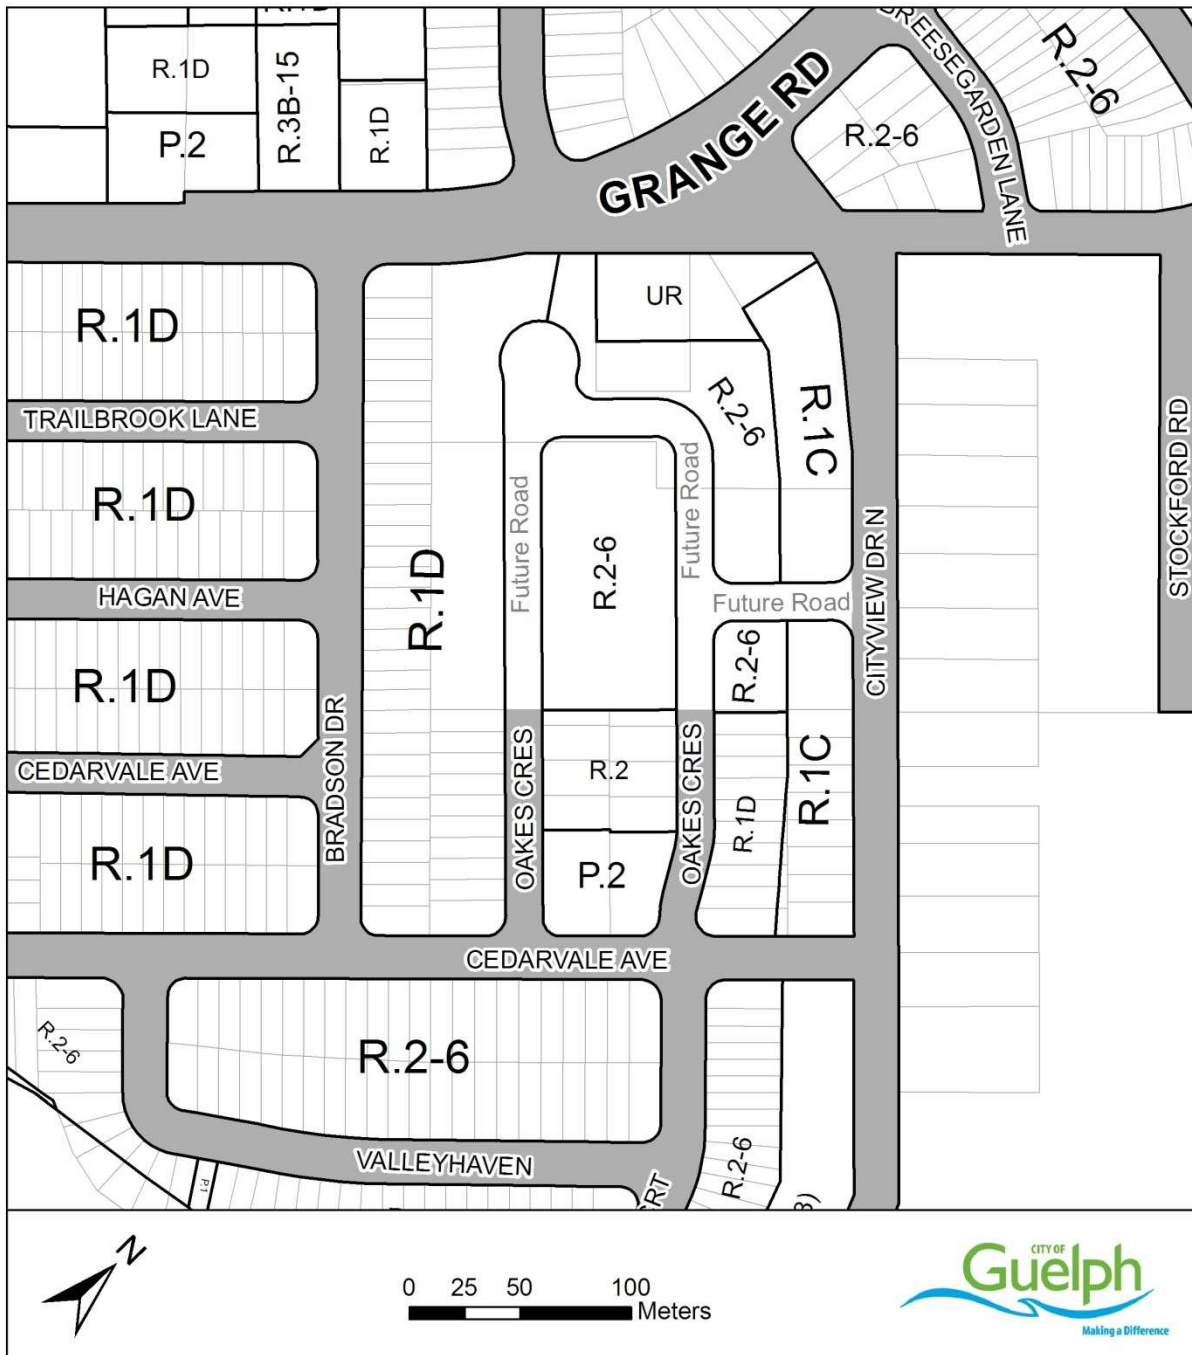 R.1D
R.1D
P.2
R.3B-15
R.1D
GRANGE RD
R.2-6
BREESEGARDEN LANE
R.2-6
R.1D
TRAILBROOK LANE
R.1D
HAGAN AVE
R.1D
CEDARVALE AVE
R.1D
BRADSON DR
R.1D
UR
R.2-6
R.1C
Future Road
R.2-6
Future Road
Future Road
R.2-6
CITYVIEW DR N
STOCKFORD RD
OAKES CRES
R.2
OAKES CRES
R.1D
R.1C
P.2
CEDARVALE AVE
R.2-6
R.2-6
VALLEYHAVEN
P.1
CRT
R.2-6
N
0 25 50 100
Meters
CITY OF
Guelph
Making a Difference